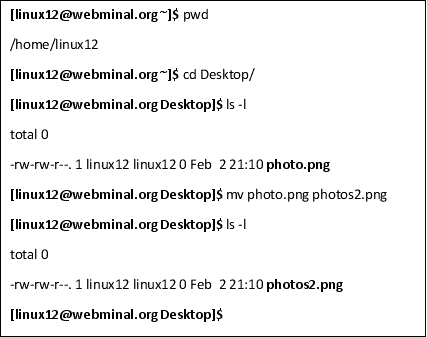 [linux12@webminal.org ~]$ pwd
/home/linux12
[linux12@webminal.org ~]$ cd Desktop/
[linux12@webminal.org Desktop]$ ls -l
total 0
-rw-rw-r--. 1 linux12 linux12 0 Feb  2 21:10 photo.png
[linux12@webminal.org Desktop]$ mv photo.png photos2.png
[linux12@webminal.org Desktop]$ ls -l
total 0
-rw-rw-r--. 1 linux12 linux12 0 Feb  2 21:10 photos2.png
[linux12@webminal.org Desktop]$